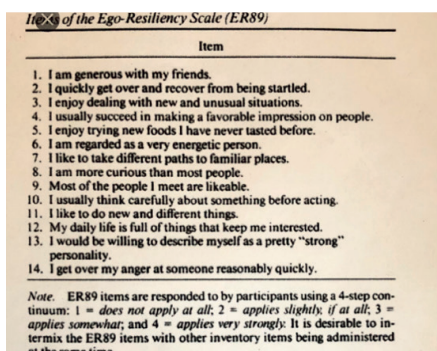 of the Ego-Resiliency Scale (ER89)
Item
1. I am generous with my friends.
2. I quickly get over and recover from being startled.
3. I enjoy dealing with new and unusual situations.
4. I usually succeed in making a favorable impression on people.
5. I enjoy trying new foods I have never tasted before.
6. I am regarded as a very energetic person.
7. I like to take different paths to familiar places.
8. I am more curious than most people.
9. Most of the people I meet are likeable.
10. I usually think carefully about something before acting.
11. I like to do new and different things.
12. My daily life is full of things that keep me interested.
13. I would be willing to describe myself as a pretty “strong”
personality.
14. I get over my anger at someone reasonably quickly.
Note. ER89 items are responded to by participants using a 4-step con-
tinuum: 1 = does not apply at all; 2 = applies slightly, if at all; 3 =
applies somewhat; and 4 = applies very strongly. It is desirable to in-
termix the ER89 items with other inventory items being administered